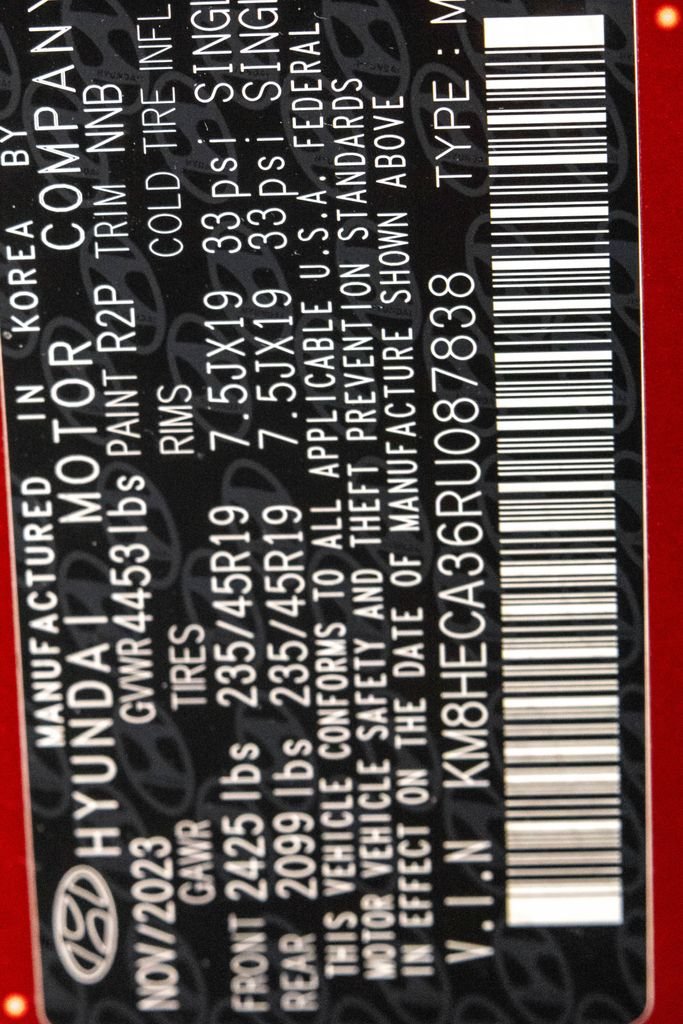 MANUFACTURED IN KOREA BY
HYUNDAI MOTOR COMPANY
NOV/2023 GVWR 4453 lbs PAINT R2P TRIM NNB
GAWR TIRES RIMS COLD TIRE INFL
FRONT 2425 lbs 235/45R19 7.5JX19 33psi SINGL
REAR 2099 lbs 235/45R19 7.5JX19 33psi SINGL
THIS VEHICLE CONFORMS TO ALL APPLICABLE U.S.A. FEDERAL
MOTOR VEHICLE SAFETY AND THEFT PREVENTION STANDARDS
IN EFFECT ON THE DATE OF MANUFACTURE SHOWN ABOVE
V.I.N KM8HECA36RU087838 TYPE : M